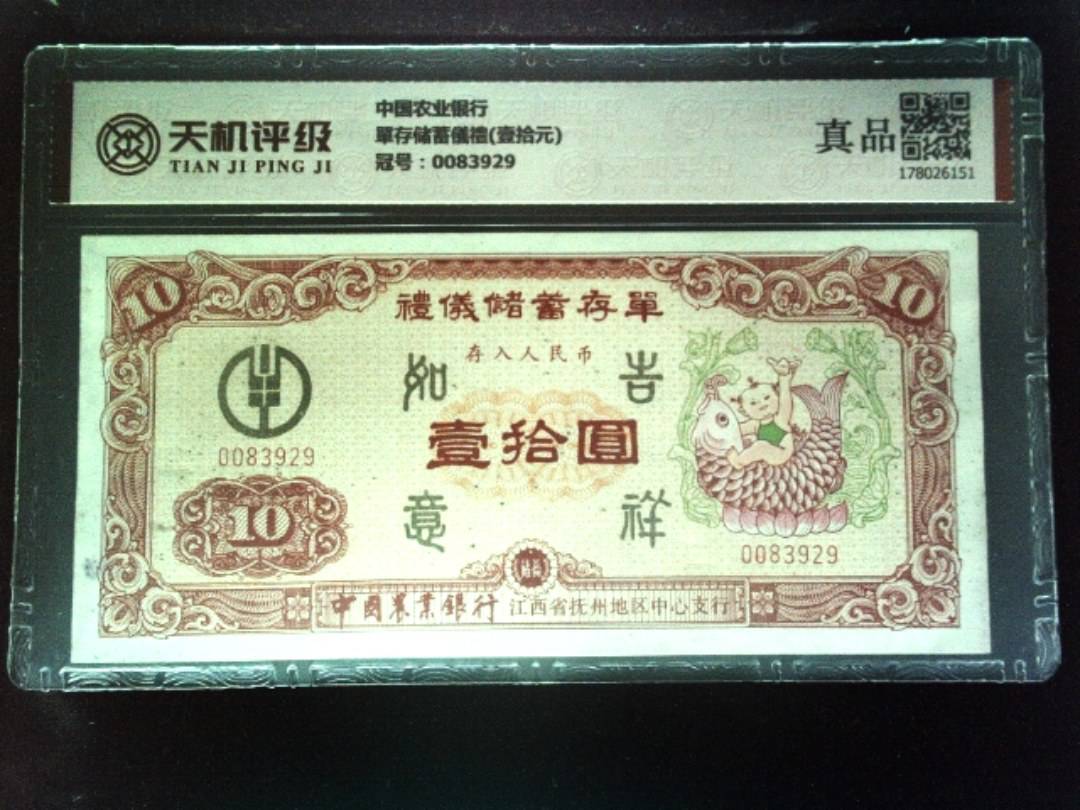 天机评级
TIAN JI PING JI
中国农业银行
單存储蓄儀禮(壹拾元)
冠号：0083929
真品
178026151
10
10
禮儀儲蓄存單
存入人民币
如 吉
0083929
壹拾圓
10
意 祥
0083929
中國農業銀行 江西省抚州地区中心支行